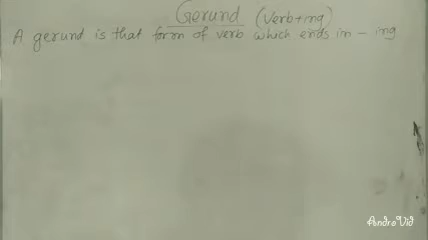 Gerund (Verb+ing)
A gerund is that form of verb which ends in - ing
AndroVid